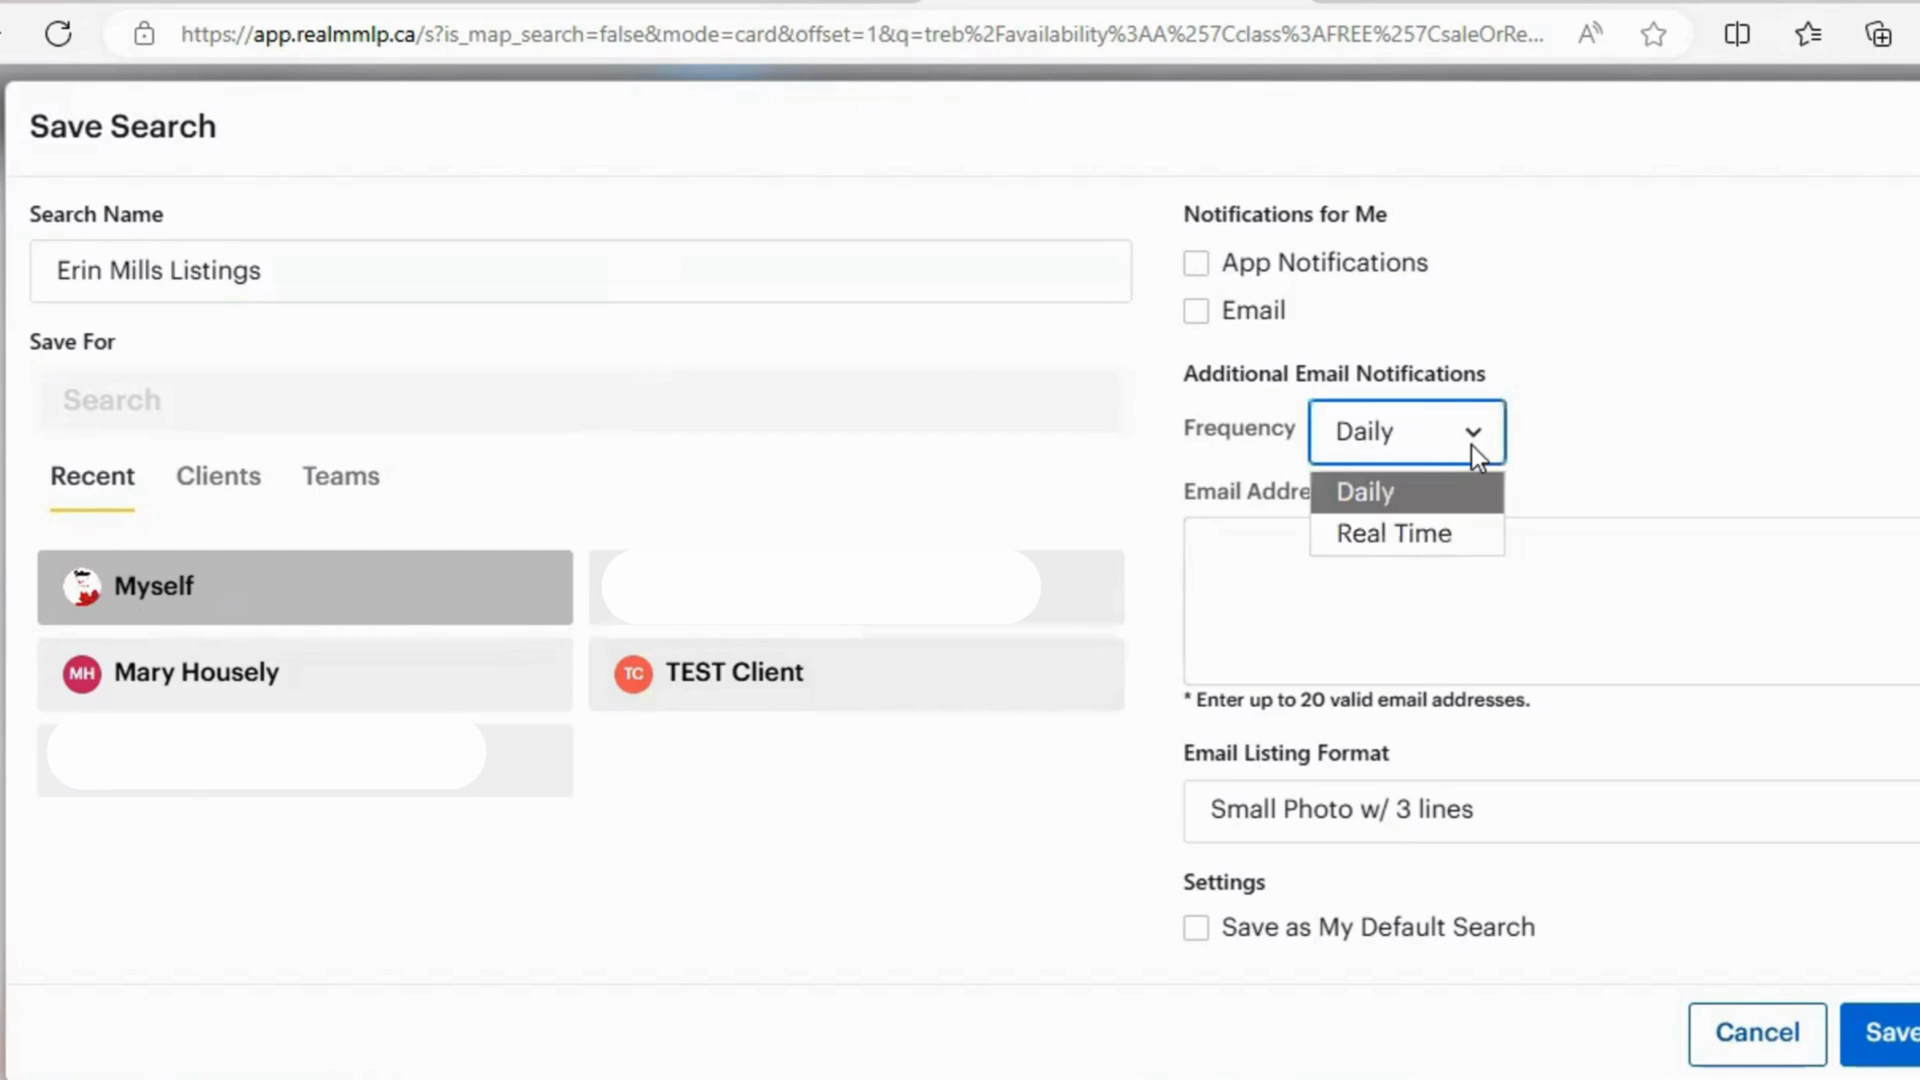 https://app.realmmlp.ca/s?is_map_search=false&mode=card&offset=1&q=treb%2Favailability%3AA%257Cclass%3AFREE%257CsaleOrRe...
Save Search
Search Name
Erin Mills Listings
Save For
Search
Recent Clients Teams
Myself
MH Mary Housely
TC TEST Client
Notifications for Me
App Notifications
Email
Additional Email Notifications
Frequency Daily
Daily
Real Time
Email Addre
* Enter up to 20 valid email addresses.
Email Listing Format
Small Photo w/ 3 lines
Settings
Save as My Default Search
Cancel Save